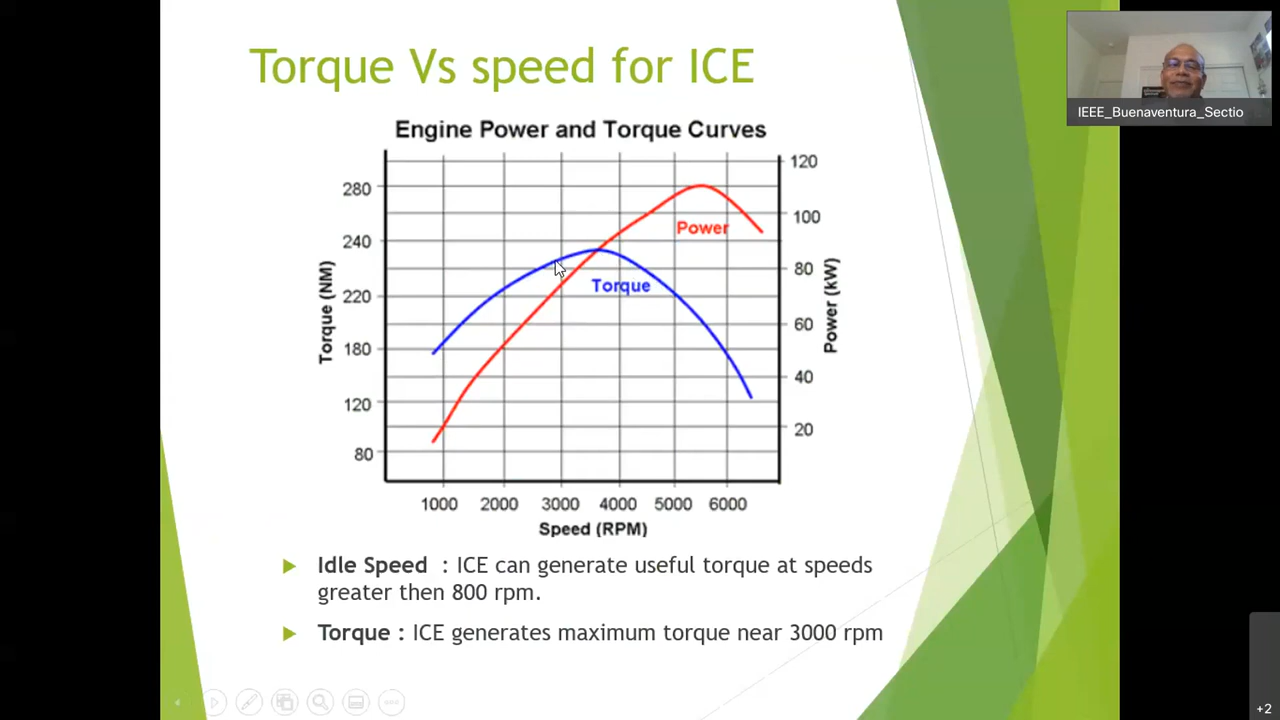 Torque Vs speed for ICE
IEEE_Buenaventura_Sectio
Engine Power and Torque Curves
120
280
100
Power
240
80
Torque
220
60
180
40
120
20
80
Torque (NM)
Power (kW)
1000 2000 3000 4000 5000 6000
Speed (RPM)
Idle Speed : ICE can generate useful torque at speeds
greater then 800 rpm.
Torque : ICE generates maximum torque near 3000 rpm
+2